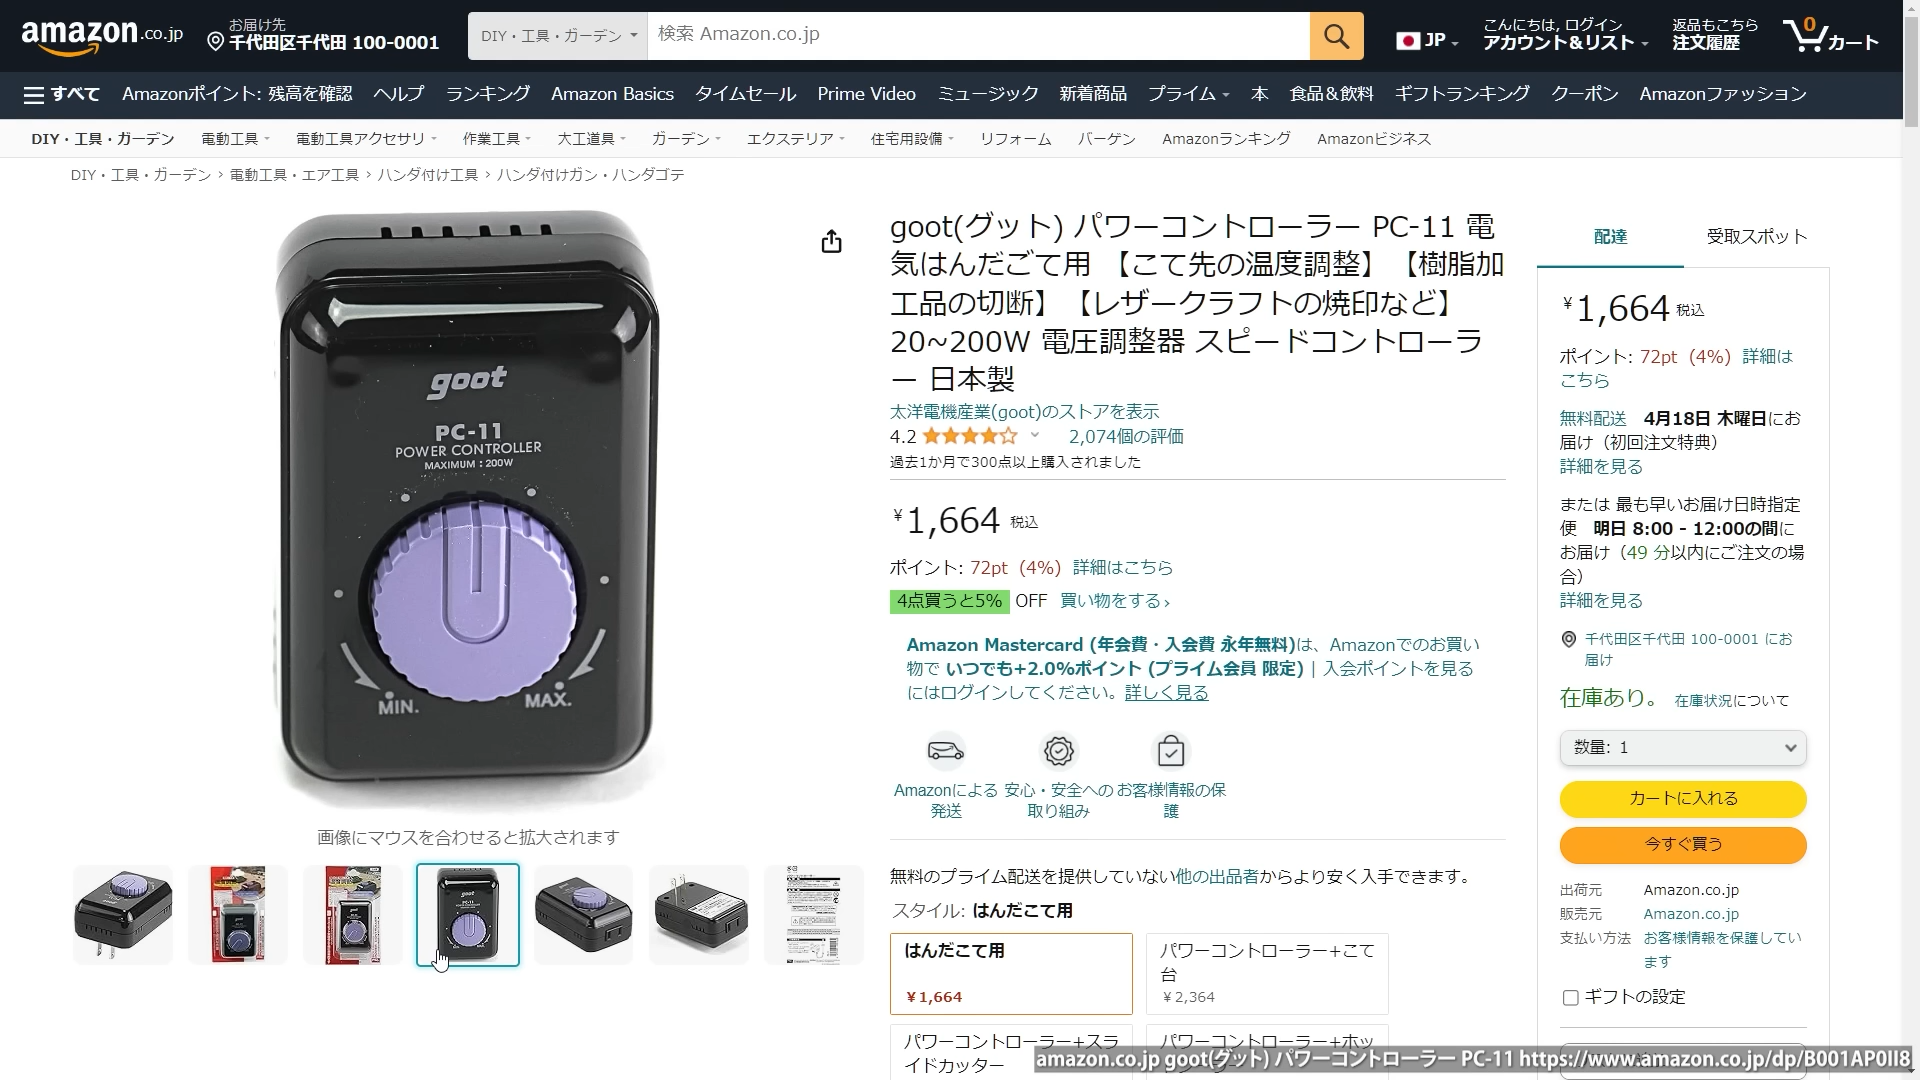 amazon.co.jp
お届け先
千代田区千代田 100-0001
DIY・工具・ガーデン
検索 Amazon.co.jp
JP
こんにちは, ログイン
アカウント&リスト
返品もこちら
注文履歴
0
カート
すべて Amazonポイント: 残高を確認 ヘルプ ランキング Amazon Basics タイムセール Prime Video ミュージック 新着商品 プライム 本 食品&飲料 ギフトランキング クーポン Amazonファッション
DIY・工具・ガーデン 電動工具 電動工具アクセサリ 作業工具 大工道具 ガーデン エクステリア 住宅用設備 リフォーム バーゲン Amazonランキング Amazonビジネス
DIY・工具・ガーデン › 電動工具・エア工具 › ハンダ付け工具 › ハンダ付けガン・ハンダゴテ
goot
PC-11
POWER CONTROLLER
MAXIMUM : 200W
MIN.
MAX.
画像にマウスを合わせると拡大されます
goot(グット) パワーコントローラー PC-11 電
気はんだごて用 【こて先の温度調整】【樹脂加
工品の切断】【レザークラフトの焼印など】
20~200W 電圧調整器 スピードコントローラ
ー 日本製
太洋電機産業(goot)のストアを表示
4.2 2,074個の評価
過去1か月で300点以上購入されました
¥1,664 税込
ポイント: 72pt (4%) 詳細はこちら
4点買うと5% OFF 買い物をする›
Amazon Mastercard (年会費・入会費 永年無料)は、Amazonでのお買い
物で いつでも+2.0%ポイント (プライム会員 限定) | 入会ポイントを見る
にはログインしてください。詳しく見る
Amazonによる
発送
安心・安全への
取り組み
お客様情報の保
護
無料のプライム配送を提供していない他の出品者からより安く入手できます。
スタイル: はんだこて用
はんだこて用
¥1,664
パワーコントローラー+こて
台
¥2,364
パワーコントローラー+スラ
イドカッター
パワーコントローラー+ホッ
配達
受取スポット
¥1,664 税込
ポイント: 72pt (4%) 詳細は
こちら
無料配送 4月18日 木曜日にお
届け（初回注文特典）
詳細を見る
または 最も早いお届け日時指定
便 明日 8:00 - 12:00の間に
お届け（49 分以内にご注文の場
合）
詳細を見る
千代田区千代田 100-0001 にお
届け
在庫あり。 在庫状況について
数量: 1
カートに入れる
今すぐ買う
出荷元 Amazon.co.jp
販売元 Amazon.co.jp
支払い方法 お客様情報を保護してい
ます
ギフトの設定
amazon.co.jp goot(グット) パワーコントローラー PC-11 https://www.amazon.co.jp/dp/B001AP0II8